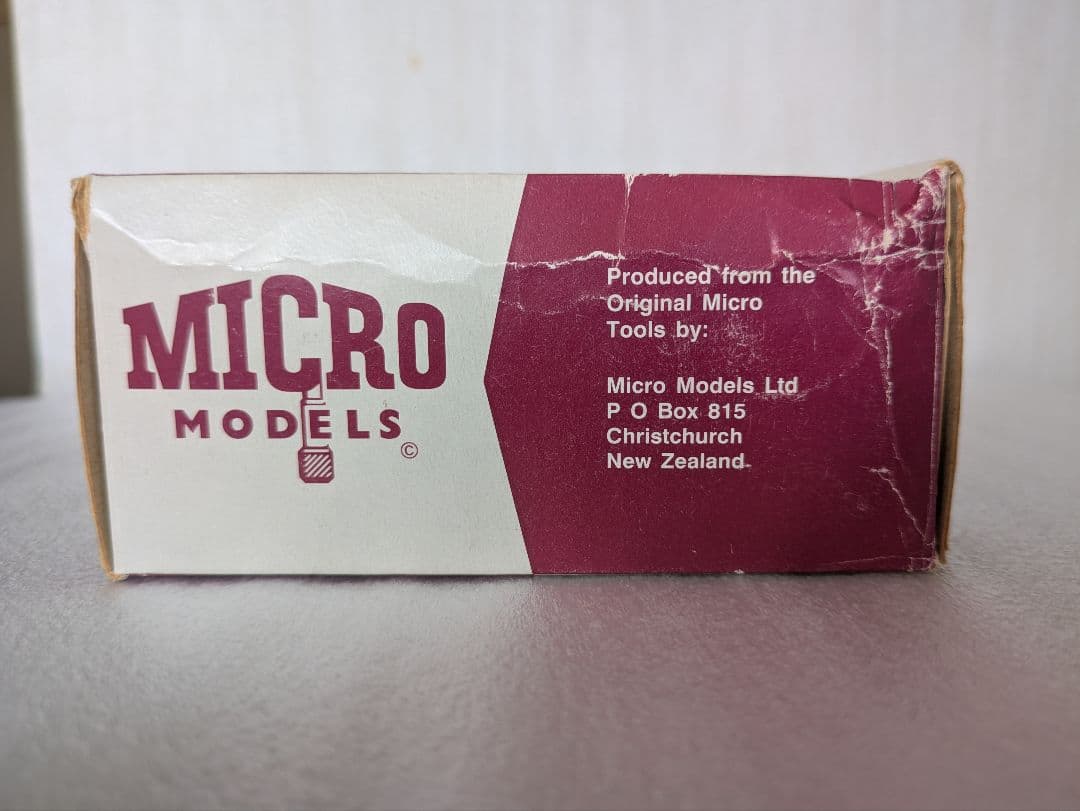 MICRO
MODELS
©
Produced from the
Original Micro
Tools by:
Micro Models Ltd
P O Box 815
Christchurch
New Zealand